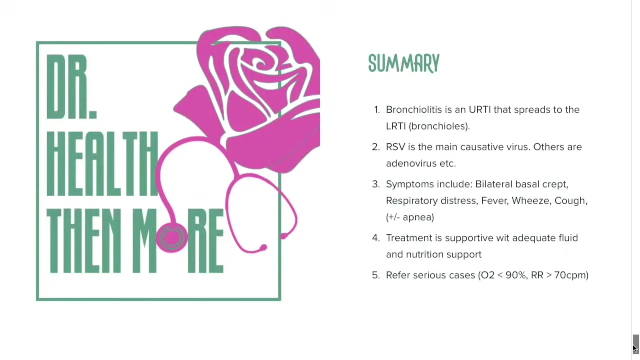 DR.
HEALTH
THEN MORE
SUMMARY
1. Bronchiolitis is an URTI that spreads to the
LRTI (bronchioles).
2. RSV is the main causative virus. Others are
adenovirus etc.
3. Symptoms include: Bilateral basal crept,
Respiratory distress, Fever, Wheeze, Cough,
(+/- apnea)
4. Treatment is supportive wit adequate fluid
and nutrition support
5. Refer serious cases (O2 < 90%, RR > 70cpm)